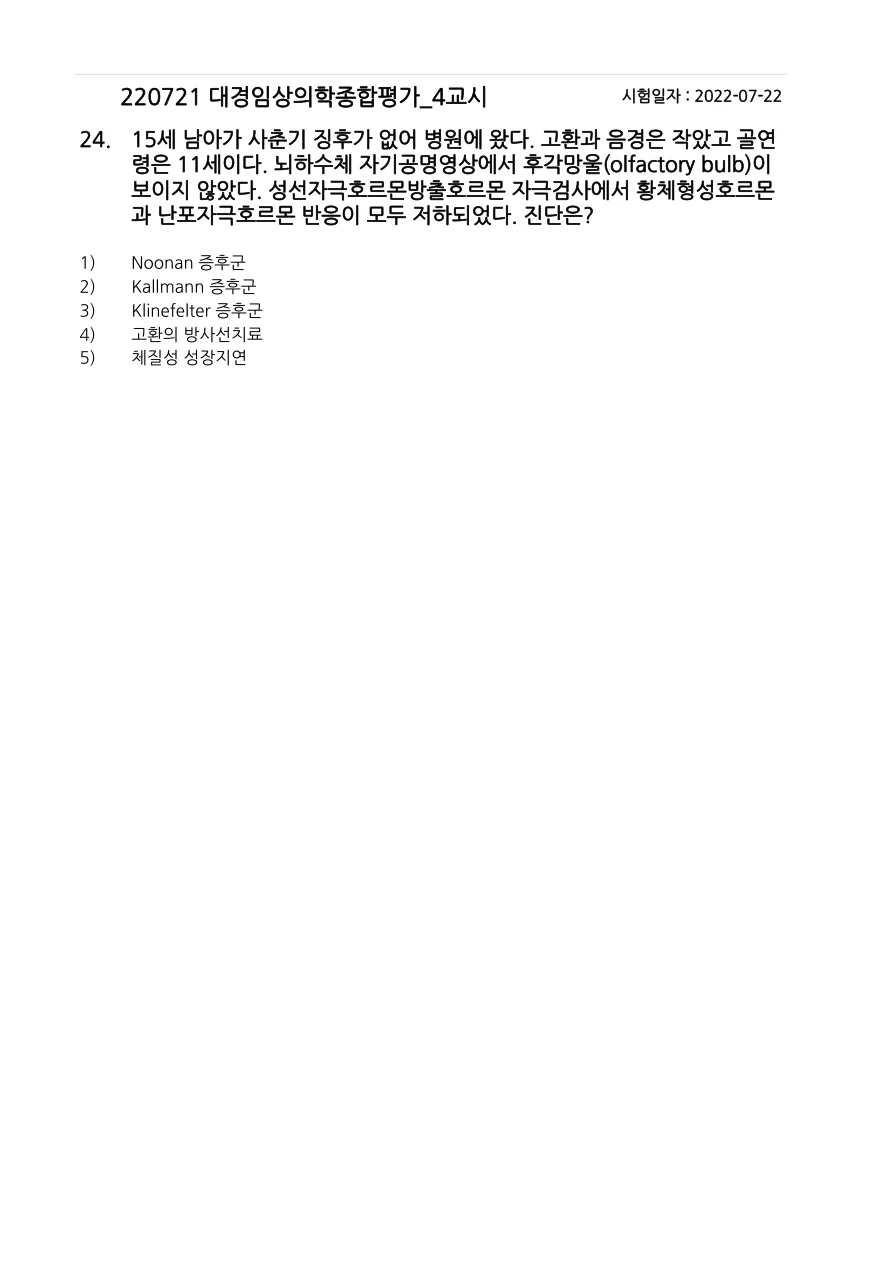 220721 대경임상의학종합평가_4교시 시험일자 : 2022-07-22
24. 15세 남아가 사춘기 징후가 없어 병원에 왔다. 고환과 음경은 작았고 골연
령은 11세이다. 뇌하수체 자기공명영상에서 후각망울(olfactory bulb)이
보이지 않았다. 성선자극호르몬방출호르몬 자극검사에서 황체형성호르몬
과 난포자극호르몬 반응이 모두 저하되었다. 진단은?
1) Noonan 증후군
2) Kallmann 증후군
3) Klinefelter 증후군
4) 고환의 방사선치료
5) 체질성 성장지연